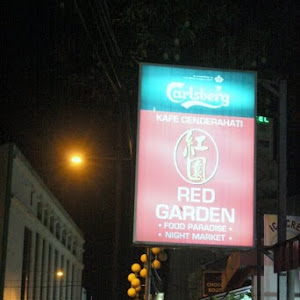 Carlsberg
KAFE CENDERAHATI
紅園
RED
GARDEN
• FOOD PARADISE •
• NIGHT MARKET •